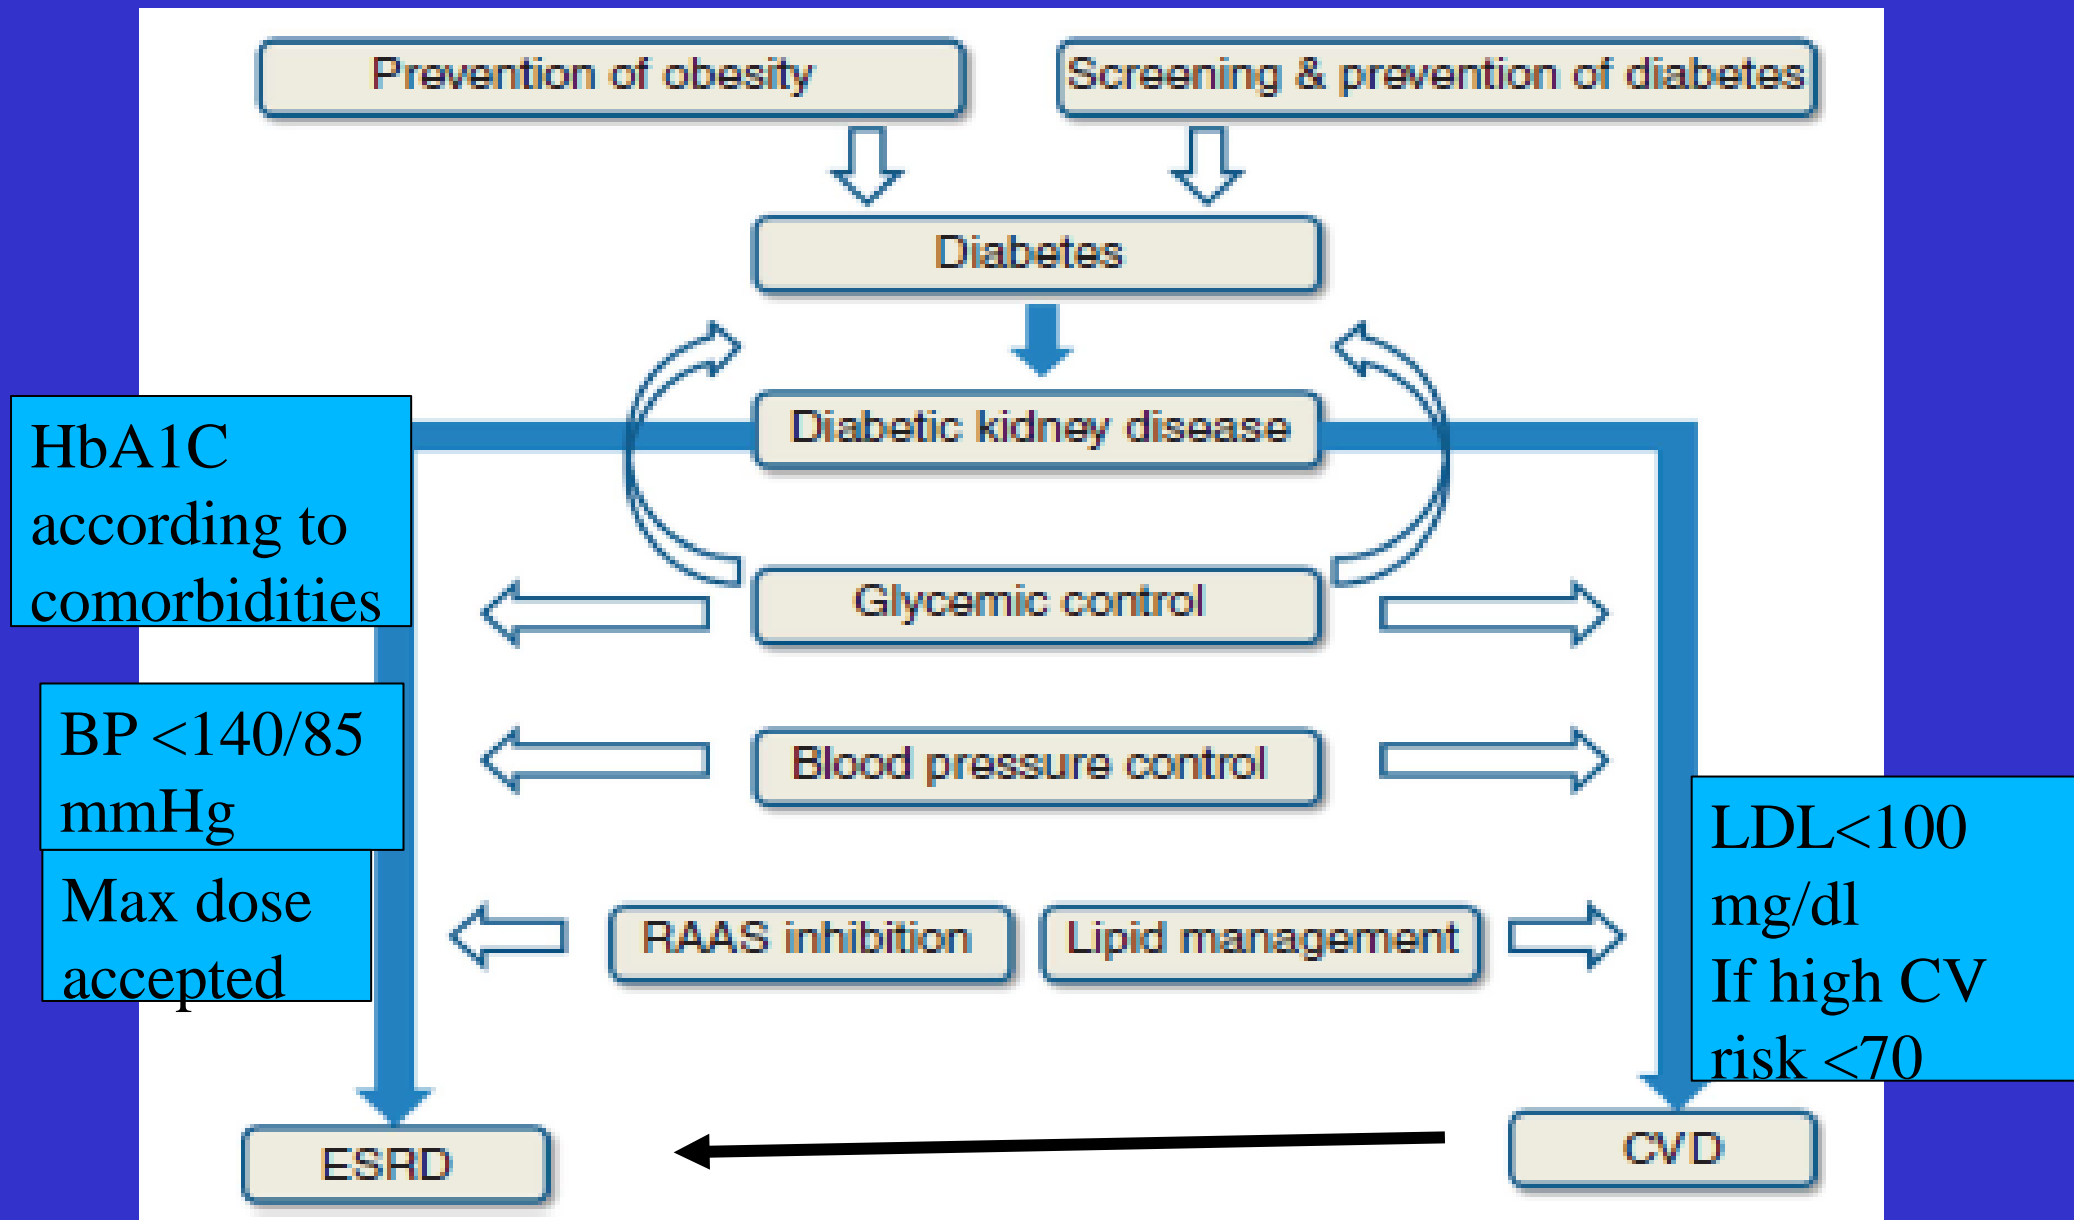 Prevention of obesity
Screening & prevention of diabetes
Diabetes
Diabetic kidney disease
HbA1C
according to
comorbidities
Glycemic control
BP <140/85
mmHg
Blood pressure control
Max dose
accepted
RAAS inhibition
Lipid management
LDL<100
mg/dl
If high CV
risk <70
ESRD
CVD